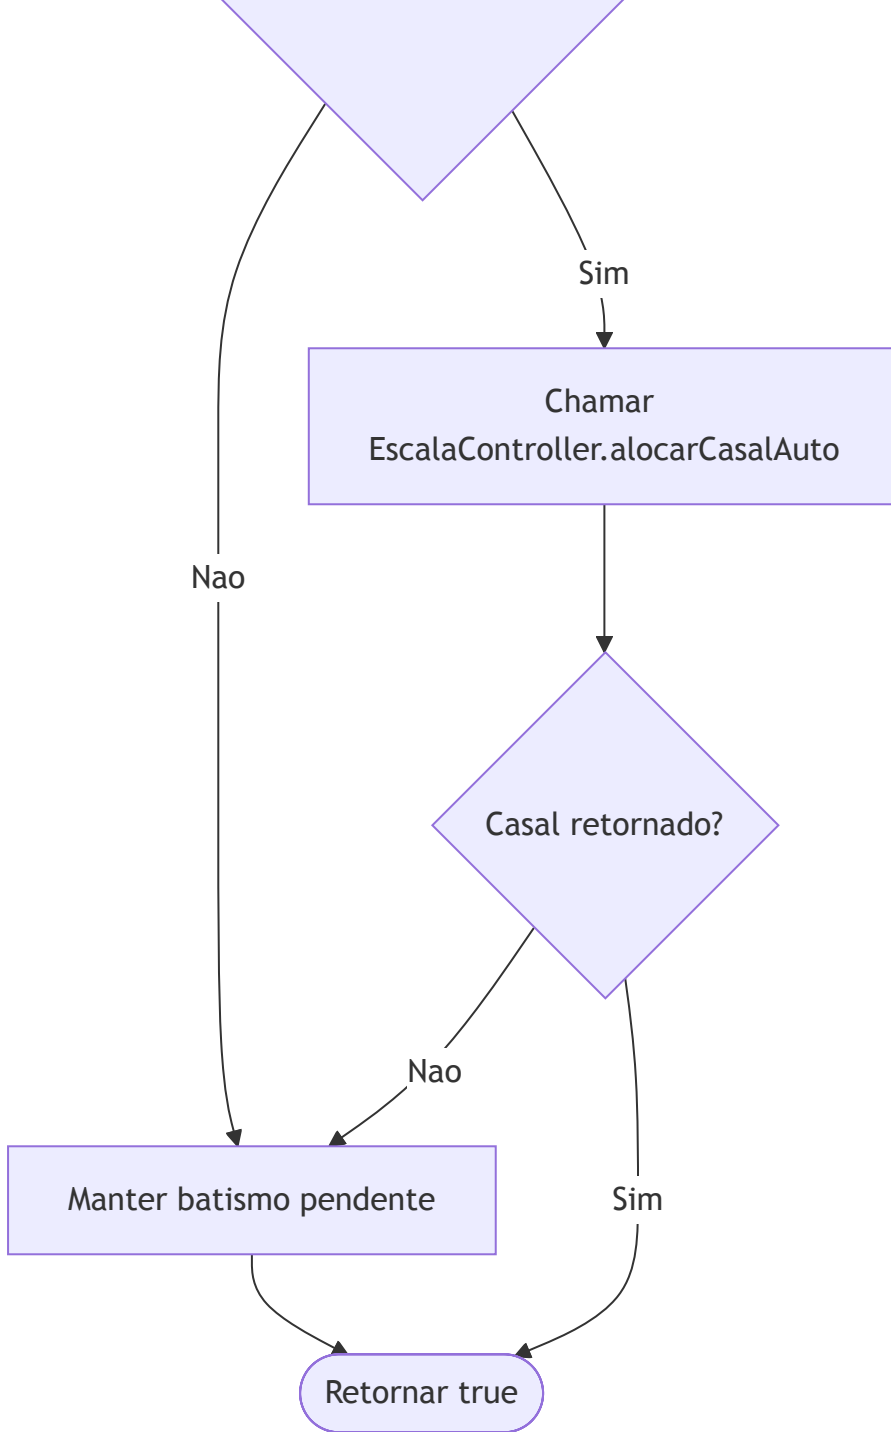 Sim
Chamar
EscalaController.alocarCasalAuto
Nao
Casal retornado?
Nao
Manter batismo pendente
Sim
Retornar true